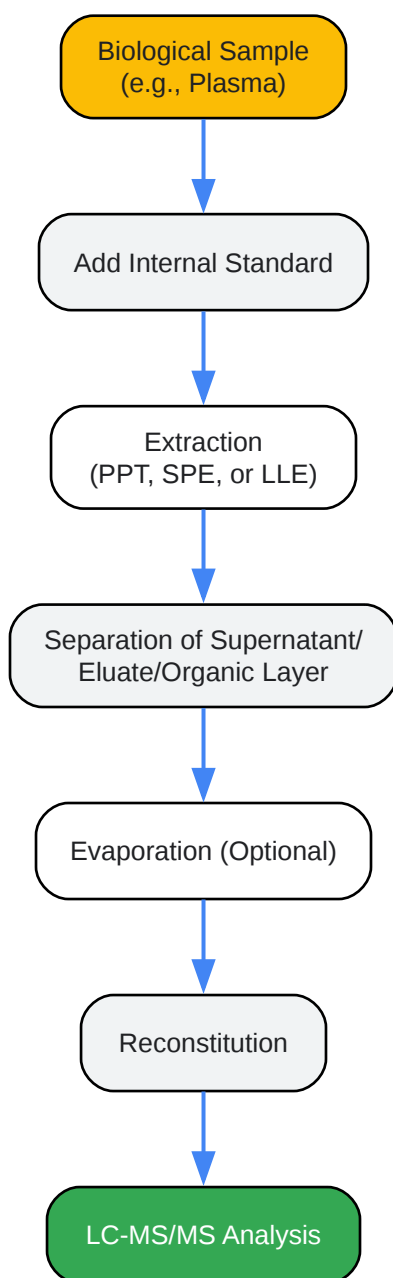 Biological Sample
(e.g., Plasma)
Add Internal Standard
Extraction
(PPT, SPE, or LLE)
Separation of Supernatant/
Eluate/Organic Layer
Evaporation (Optional)
Reconstitution
LC-MS/MS Analysis